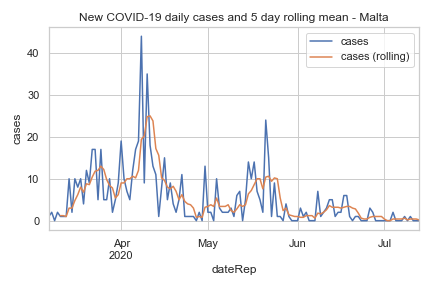 New COVID-19 daily cases and 5 day rolling mean - Malta
cases
cases (rolling)
cases
40
30
20
10
0
Apr
2020
May
Jun
Jul
dateRep